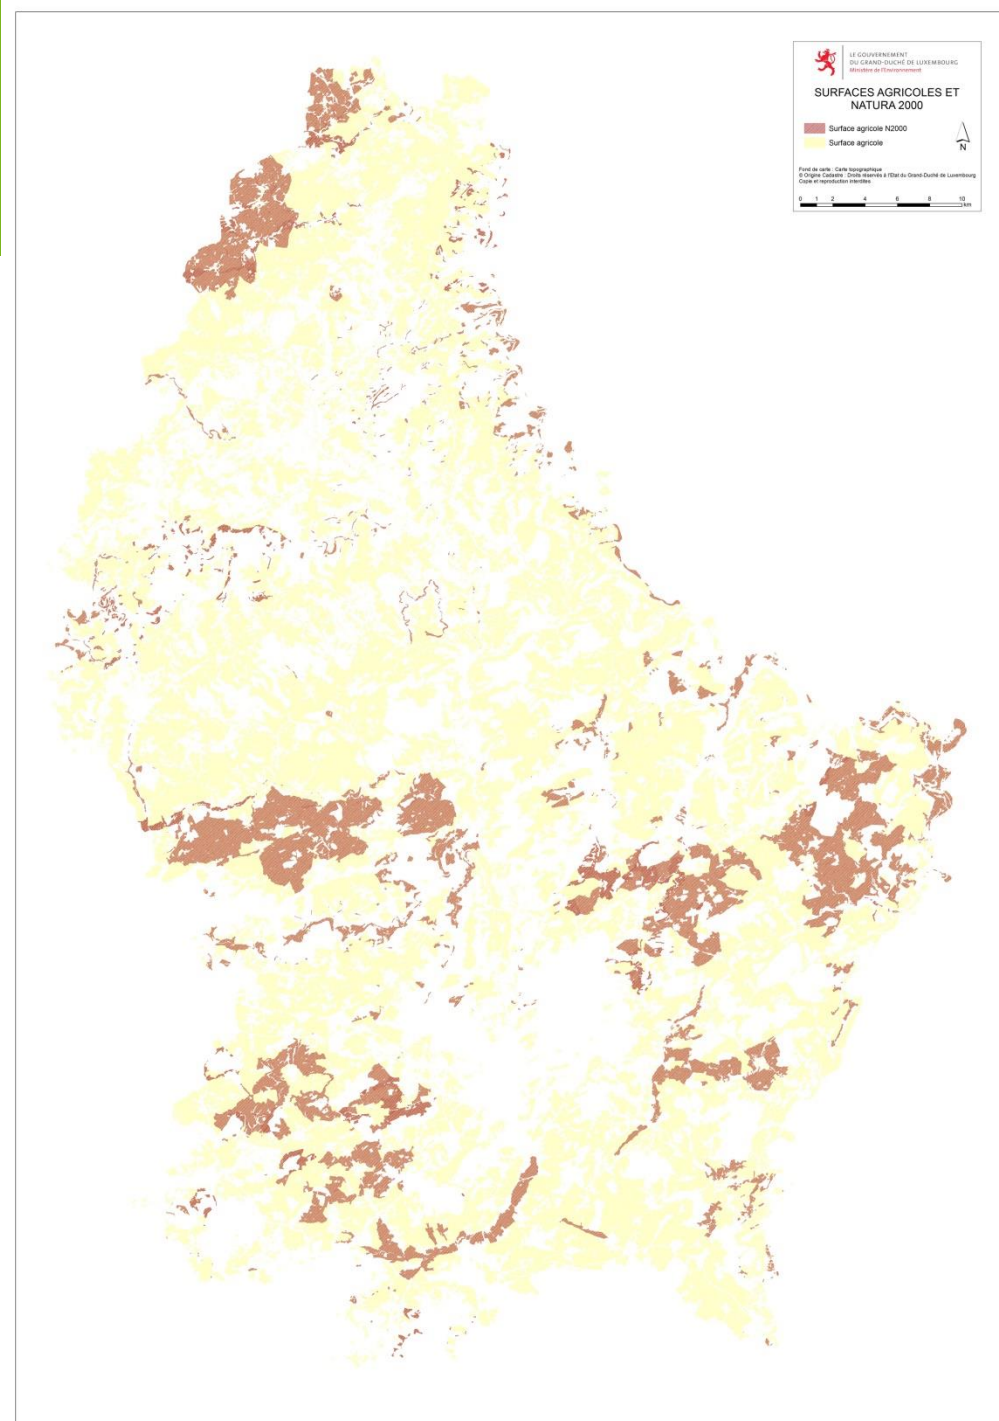 LE GOUVERNEMENT
DU GRAND-DUCHÉ DE LUXEMBOURG
Ministère de l'Environnement
SURFACES AGRICOLES ET
NATURA 2000
Surface agricole N2000
Surface agricole
N
Fond de carte : Carte topographique
© Origine Cadastre : Droits réservés à l'Etat du Grand-Duché de Luxembourg
Copie et reproduction interdites
0 1 2 4 6 8 10
km